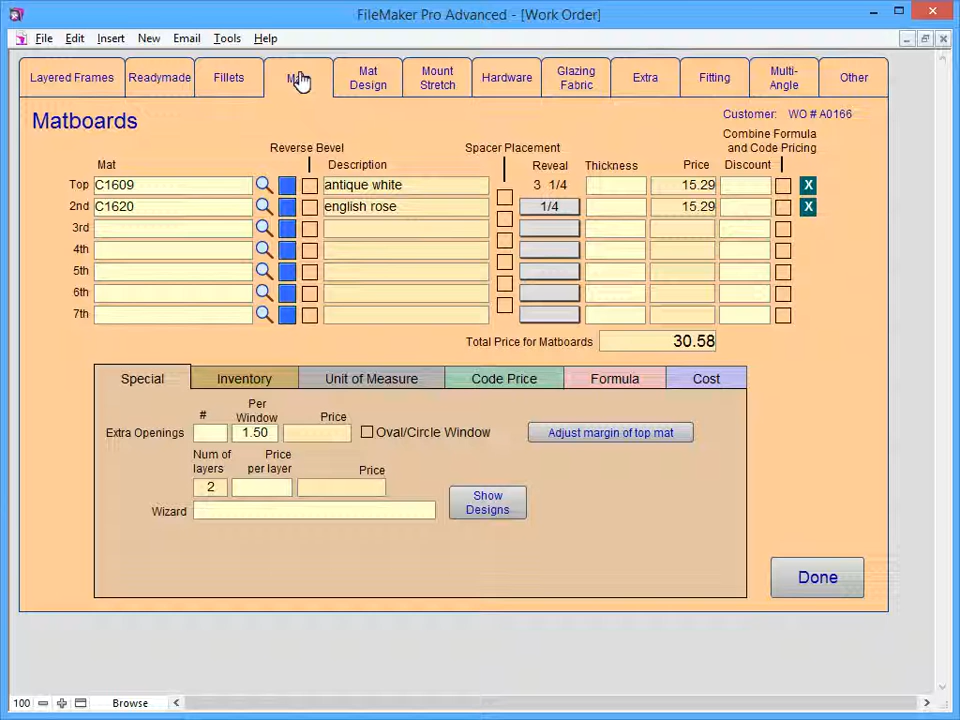 FileMaker Pro Advanced - [Work Order]
File Edit Insert New Email Tools Help
Layered Frames Readymade Fillets Mat Design Mount Stretch Hardware Glazing Fabric Extra Fitting Multi-Angle Other
Matboards
Customer: WO # A0166
Combine Formula and Code Pricing
Reverse Bevel Spacer Placement
Mat Description Reveal Thickness Price Discount
Top C1609 antique white 3 1/4 15.29 X
2nd C1620 english rose 1/4 15.29 X
3rd
4th
5th
6th
7th
Total Price for Matboards 30.58
Special Inventory Unit of Measure Code Price Formula Cost
# Per Window Price
Extra Openings 1.50 Oval/Circle Window Adjust margin of top mat
Num of layers Price per layer Price
2
Wizard Show Designs
Done
100 Browse